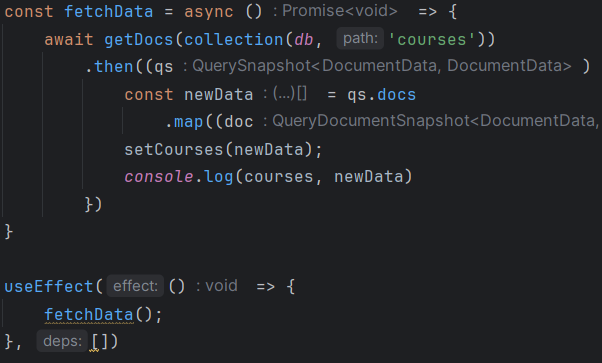 const fetchData = async () : Promise<void> => {
await getDocs(collection(db, path: 'courses'))
.then((qs : QuerySnapshot<DocumentData, DocumentData> )
const newData : (...)[] = qs.docs
.map((doc : QueryDocumentSnapshot<DocumentData,
setCourses(newData);
console.log(courses, newData)
})
}
useEffect( effect: () : void => {
fetchData();
}, deps: [])